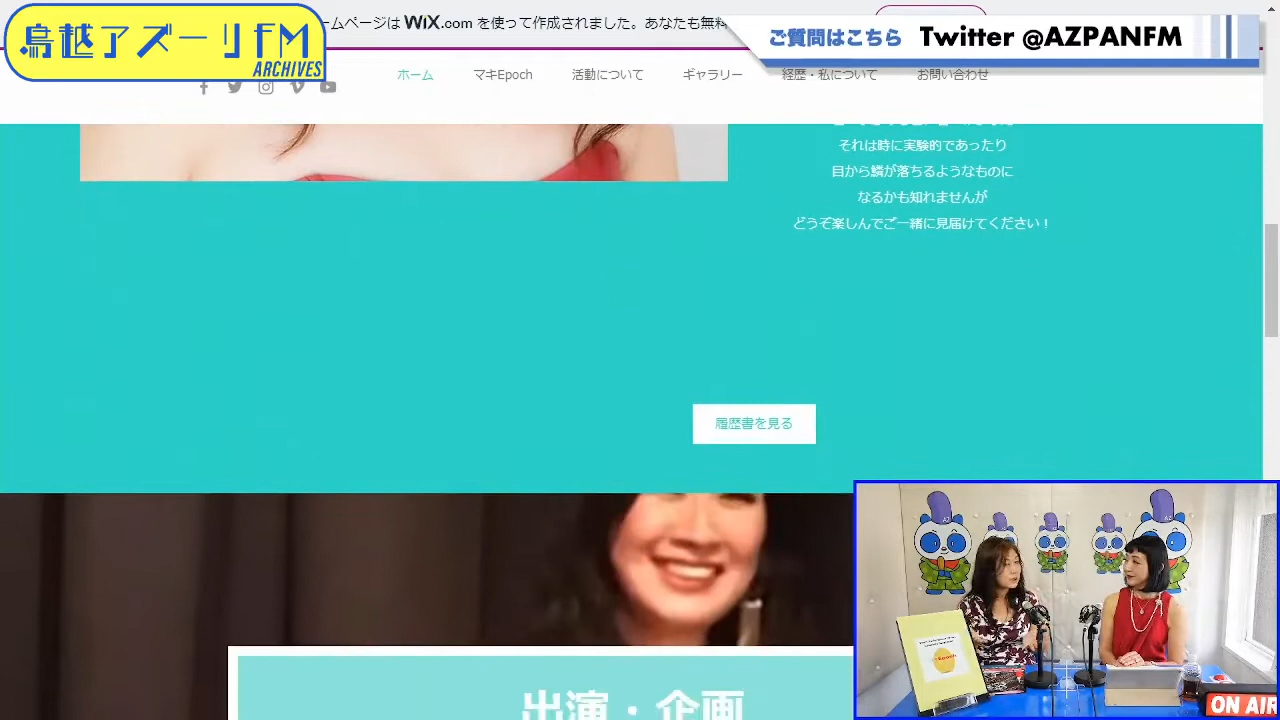 鳥越アズーリFM
ARCHIVES
ームページは WiX.com を使って作成されました。あなたも無料
ご質問はこちら Twitter @AZPANFM
ホーム マキEpoch 活動について ギャラリー 経歴・私について お問い合わせ
それは時に実験的であったり
目から鱗が落ちるようなものに
なるかも知れませんが
どうぞ楽しんでご一緒に見届けてください！
履歴書を見る
出演・企画
ON AIR